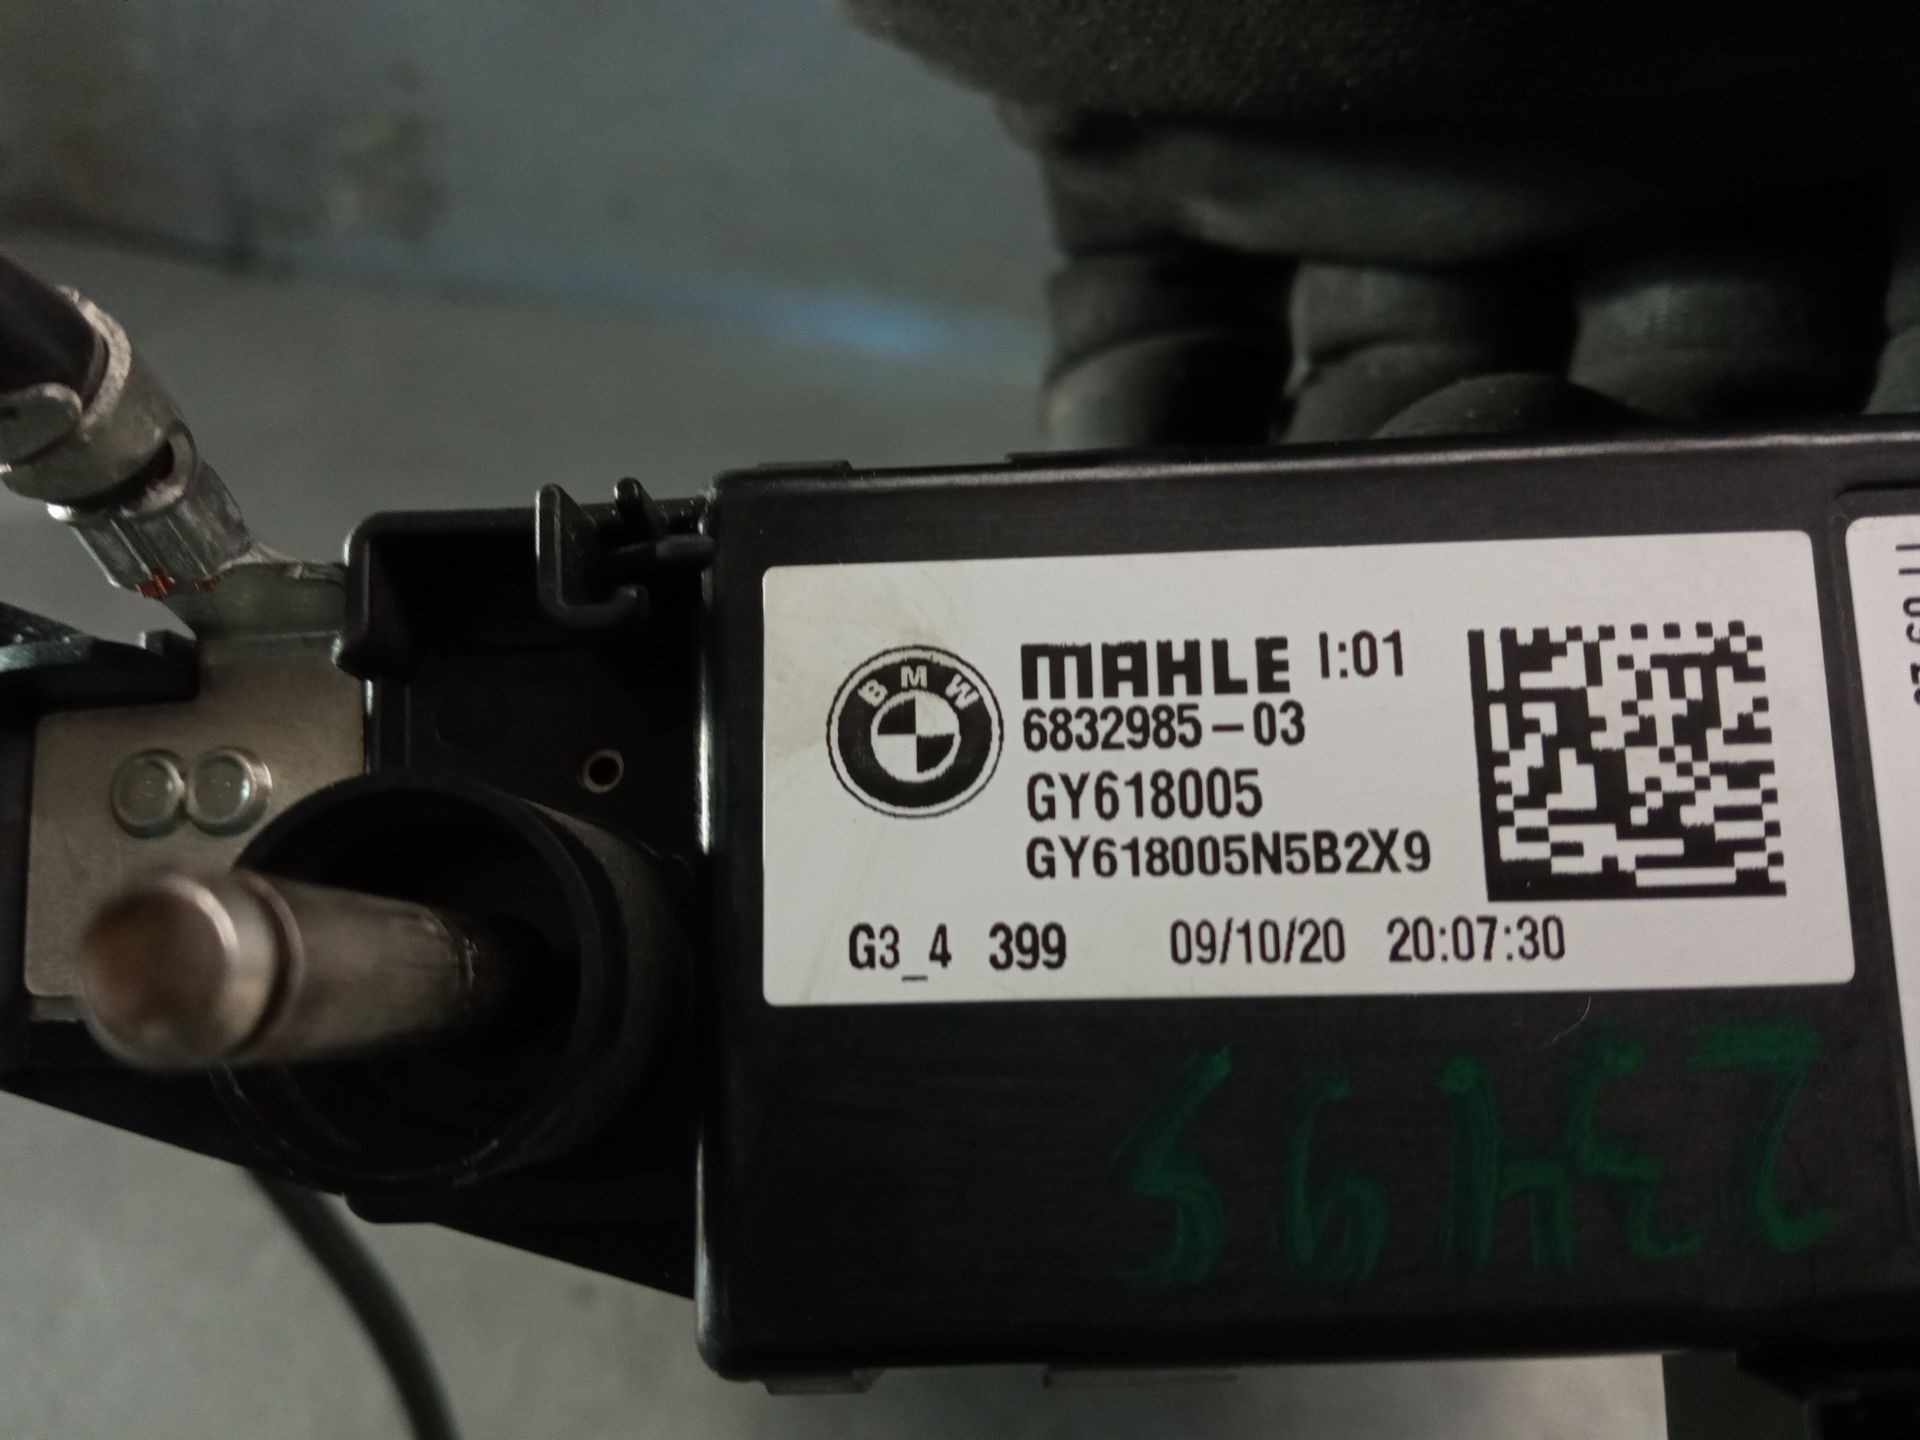 BMW
MAHLE I:01
6832985-03
GY618005
GY618005N5B2X9
G3_4 399 09/10/20 20:07:30